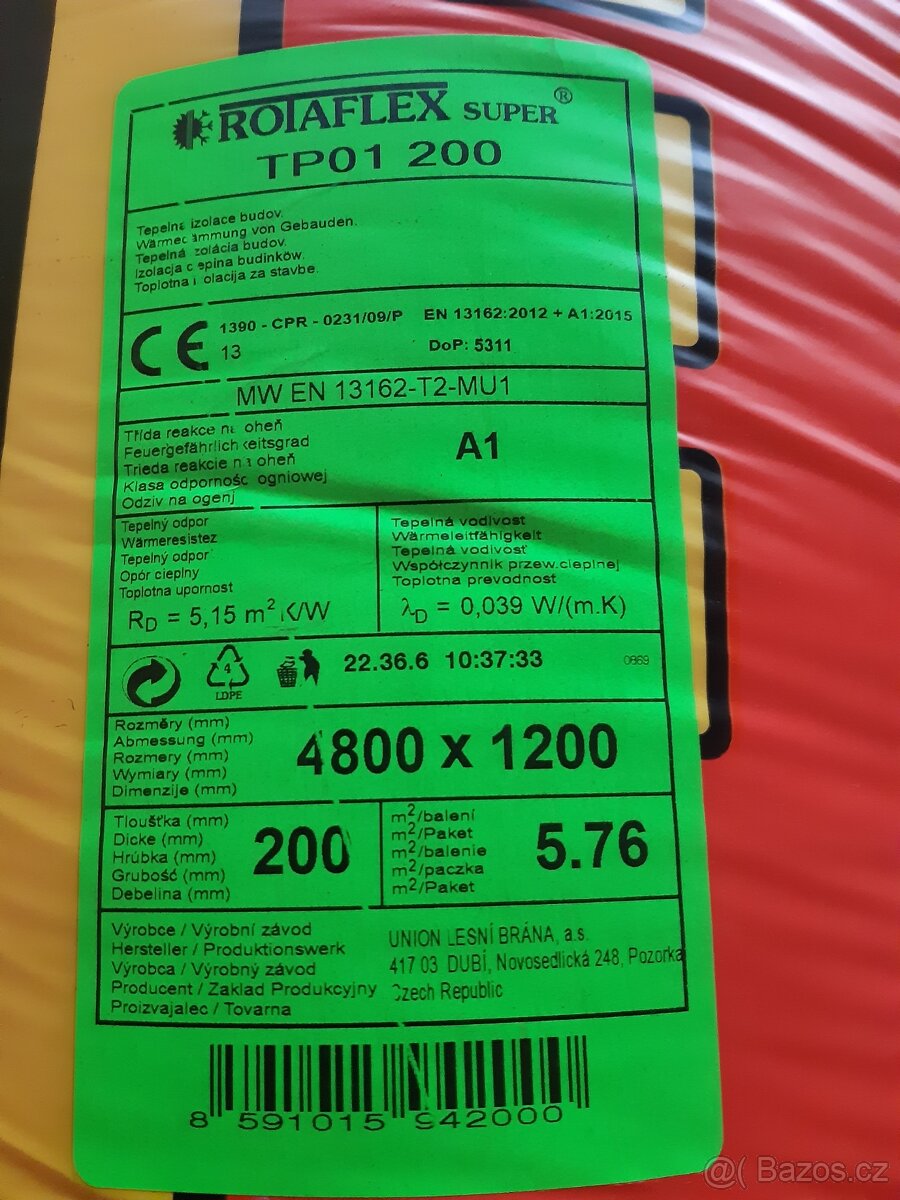 ROTAFLEX SUPER®
TP01 200
Tepelná izolace budov.
Wärmedämmung von Gebauden.
Tepelná izolácia budov.
Izolacja cieplna budinków.
Toplotna izolacija za stavbe.
CE 1390 - CPR - 0231/09/P EN 13162:2012 + A1:2015
13 DoP: 5311
MW EN 13162-T2-MU1
Třída reakce na oheň
Feuergefährlichkeitsgrad
Trieda reakcie na oheň
Klasa odporność ogniowej
Odziv na ogenj
A1
Tepelný odpor
Wärmeresistez
Tepelný odpor
Opór cieplny
Toplotna upornost
R_D = 5,15 m² K/W
Tepelná vodivost
Wärmeleitfähigkeit
Tepelná vodivosť
Współczynnik przew.cieplnej
Toplotna prevodnost
λ_D = 0,039 W/(m.K)
4
LDPE
22.36.6 10:37:33 0869
Rozměry (mm)
Abmessung (mm)
Rozmery (mm)
Wymiary (mm)
Dimenzije (mm)
4800 x 1200
Tloušťka (mm)
Dicke (mm)
Hrúbka (mm)
Grubość (mm)
Debelina (mm)
200
m²/balení
m²/Paket
m²/balenie
m²/paczka
m²/Paket
5.76
Výrobce / Výrobní závod
Hersteller / Produktionswerk
Výrobca / Výrobný závod
Producent / Zaklad Produkcyjny
Proizvajalec / Tovarna
UNION LESNÍ BRÁNA, a.s.
417 03 DUBÍ, Novosedlická 248, Pozorka
Czech Republic
8 591015 942000
@( Bazos.cz